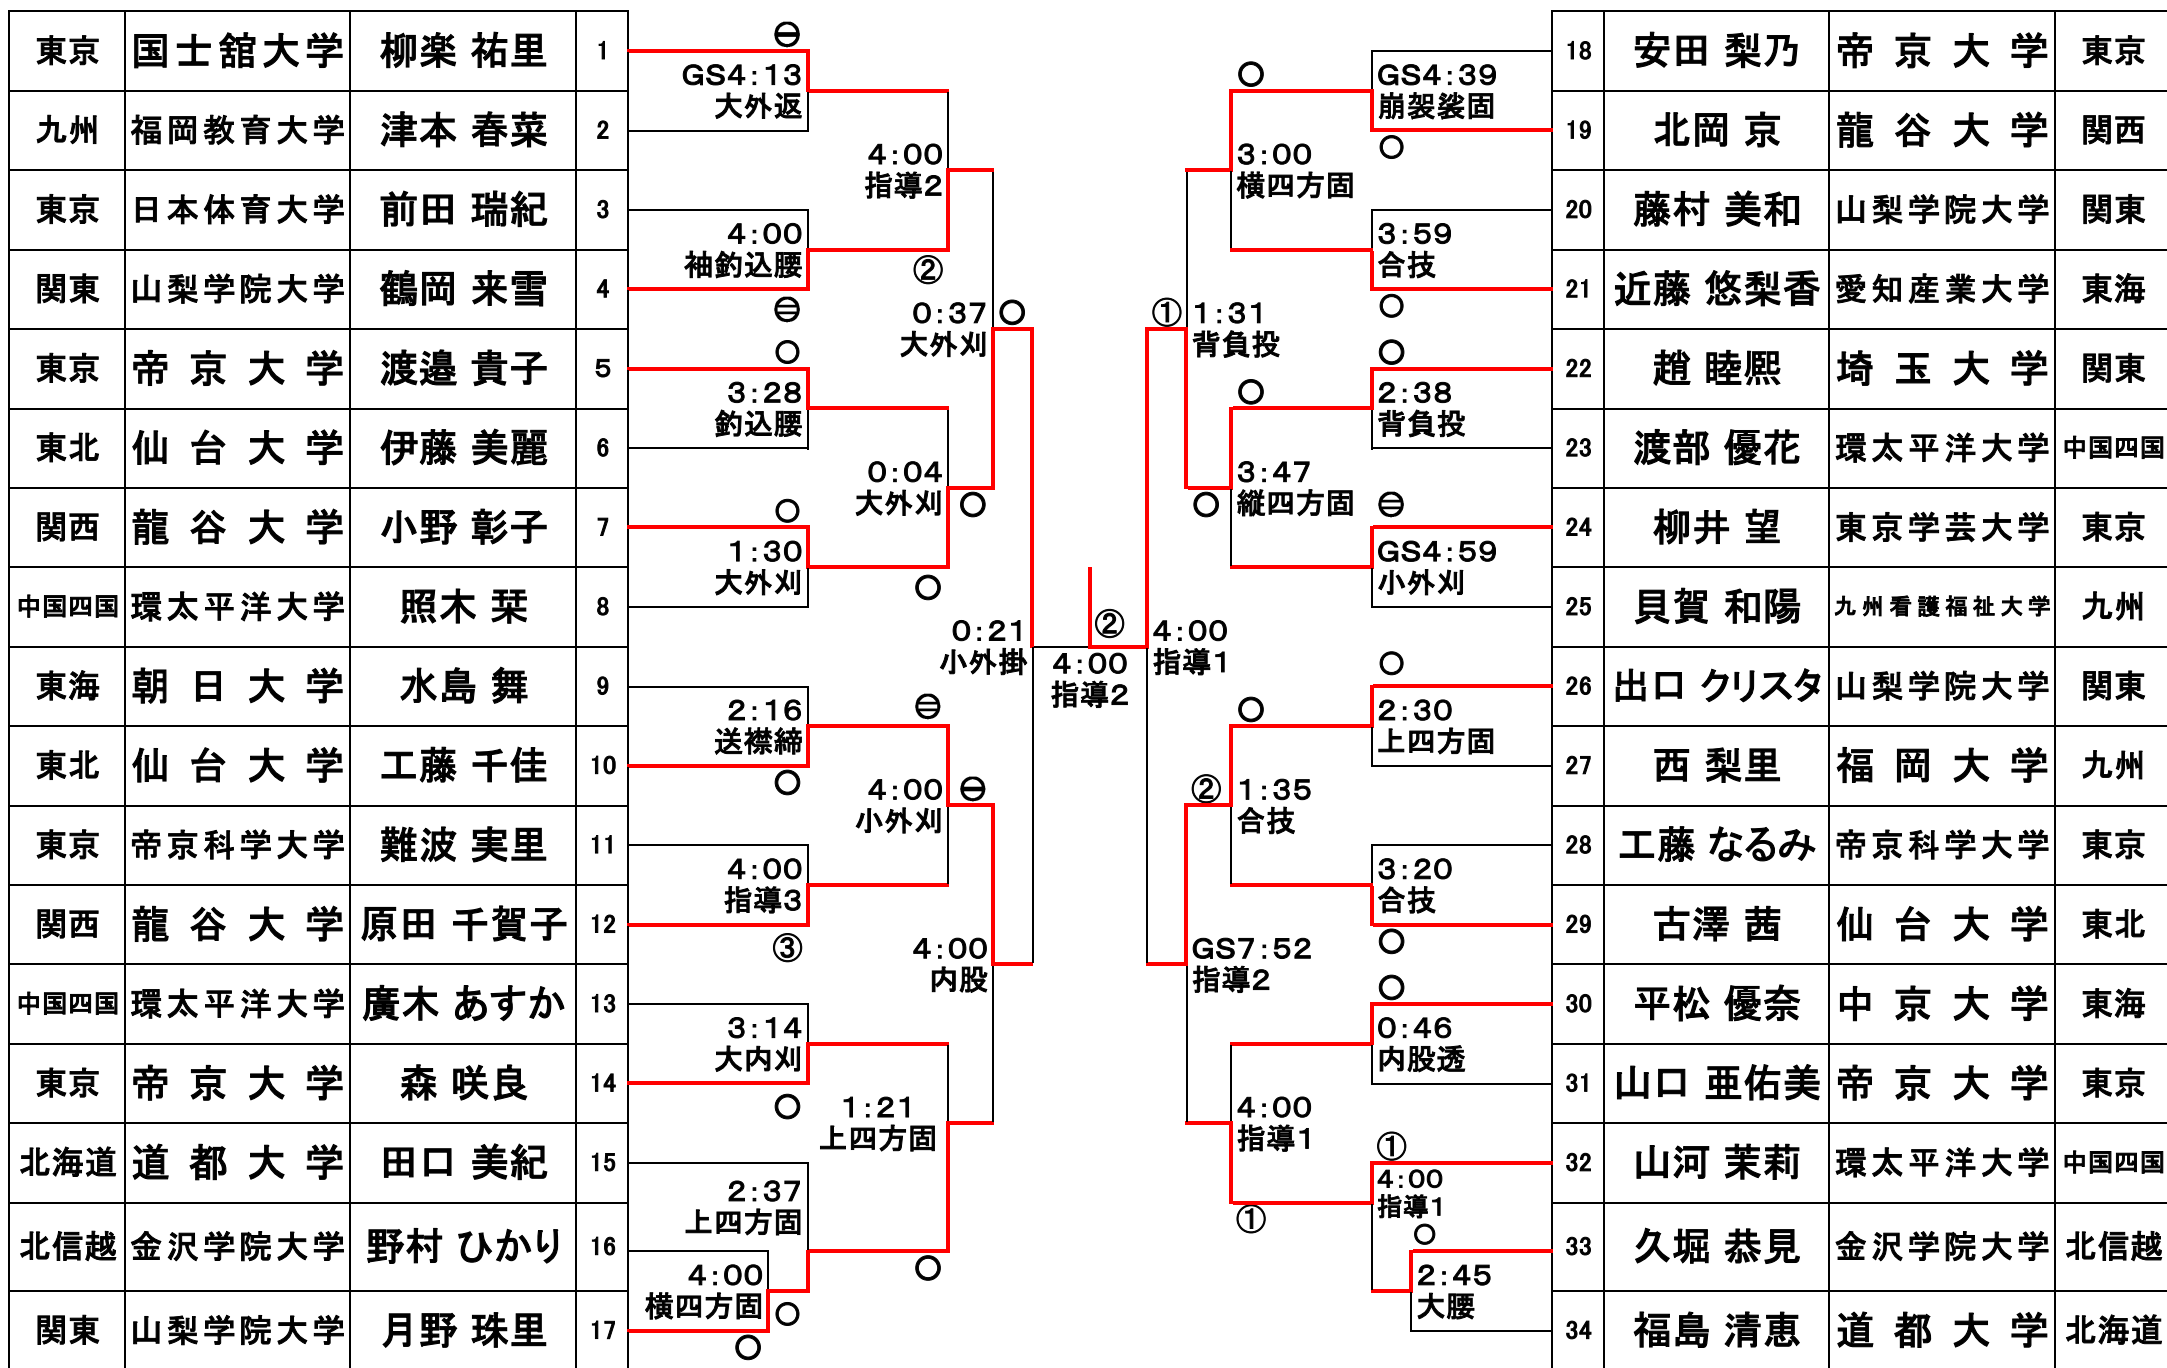 東京 国士舘大学 柳楽 祐里 1
九州 福岡教育大学 津本 春菜 2
東京 日本体育大学 前田 瑞紀 3
関東 山梨学院大学 鶴岡 来雪 4
東京 帝京大学 渡邉 貴子 5
東北 仙台大学 伊藤 美麗 6
関西 龍谷大学 小野 彰子 7
中国四国 環太平洋大学 照木 栞 8
東海 朝日大学 水島 舞 9
東北 仙台大学 工藤 千佳 10
東京 帝京科学大学 難波 実里 11
関西 龍谷大学 原田 千賀子 12
中国四国 環太平洋大学 廣木 あすか 13
東京 帝京大学 森 咲良 14
北海道 道都大学 田口 美紀 15
北信越 金沢学院大学 野村 ひかり 16
関東 山梨学院大学 月野 珠里 17
GS4:13
大外返
4:00
袖釣込腰
3:28
釣込腰
1:30
大外刈
2:16
送襟締
4:00
指導3
③
3:14
大内刈
2:37
上四方固
4:00
横四方固
4:00
指導2
②
0:04
大外刈
4:00
小外刈
1:21
上四方固
0:37
大外刈
4:00
内股
0:21
小外掛
②
4:00
指導2
4:00
指導1
①
1:31
背負投
②
GS7:52
指導2
3:00
横四方固
3:47
縦四方固
1:35
合技
4:00
指導1
①
GS4:39
崩袈裟固
3:59
合技
2:38
背負投
GS4:59
小外刈
2:30
上四方固
3:20
合技
0:46
内股透
①
4:00
指導1
2:45
大腰
18 安田 梨乃 帝京大学 東京
19 北岡 京 龍谷大学 関西
20 藤村 美和 山梨学院大学 関東
21 近藤 悠梨香 愛知産業大学 東海
22 趙 睦熙 埼玉大学 関東
23 渡部 優花 環太平洋大学 中国四国
24 柳井 望 東京学芸大学 東京
25 貝賀 和陽 九州看護福祉大学 九州
26 出口 クリスタ 山梨学院大学 関東
27 西 梨里 福岡大学 九州
28 工藤 なるみ 帝京科学大学 東京
29 古澤 茜 仙台大学 東北
30 平松 優奈 中京大学 東海
31 山口 亜佑美 帝京大学 東京
32 山河 茉莉 環太平洋大学 中国四国
33 久堀 恭見 金沢学院大学 北信越
34 福島 清恵 道都大学 北海道